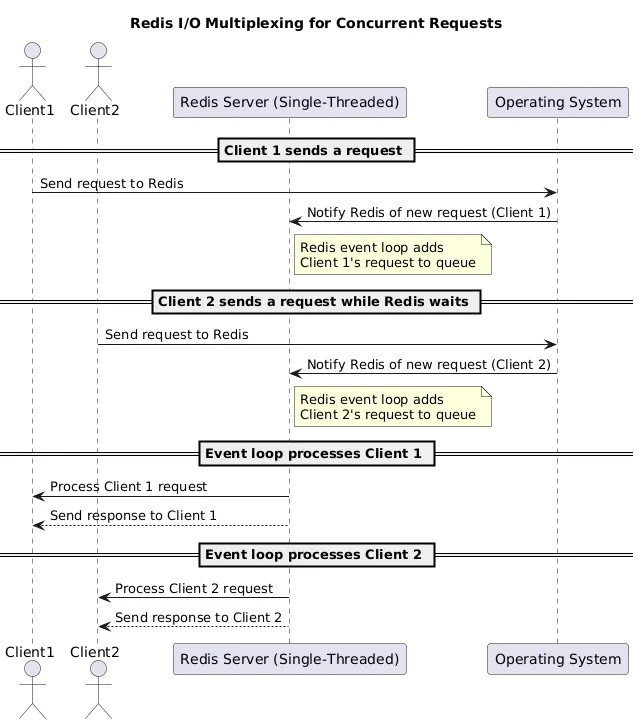 Redis I/O Multiplexing for Concurrent Requests
Client1
Client2
Redis Server (Single-Threaded)
Operating System
Client 1 sends a request
Send request to Redis
Notify Redis of new request (Client 1)
Redis event loop adds
Client 1's request to queue
Client 2 sends a request while Redis waits
Send request to Redis
Notify Redis of new request (Client 2)
Redis event loop adds
Client 2's request to queue
Event loop processes Client 1
Process Client 1 request
Send response to Client 1
Event loop processes Client 2
Process Client 2 request
Send response to Client 2
Client1
Client2
Redis Server (Single-Threaded)
Operating System